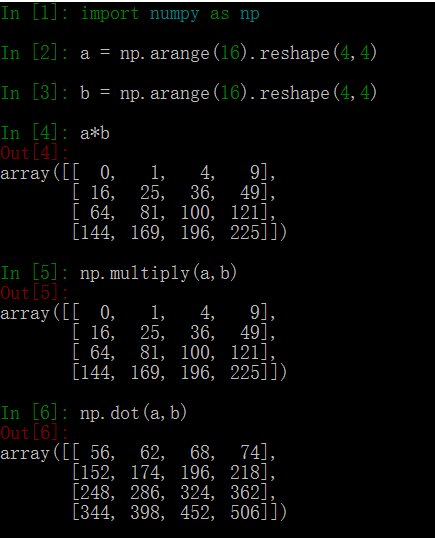 In [1]: import numpy as np
In [2]: a = np.arange(16).reshape(4,4)
In [3]: b = np.arange(16).reshape(4,4)
In [4]: a*b
Out[4]:
array([[  0,   1,   4,   9],
       [ 16,  25,  36,  49],
       [ 64,  81, 100, 121],
       [144, 169, 196, 225]])
In [5]: np.multiply(a,b)
Out[5]:
array([[  0,   1,   4,   9],
       [ 16,  25,  36,  49],
       [ 64,  81, 100, 121],
       [144, 169, 196, 225]])
In [6]: np.dot(a,b)
Out[6]:
array([[ 56,  62,  68,  74],
       [152, 174, 196, 218],
       [248, 286, 324, 362],
       [344, 398, 452, 506]])